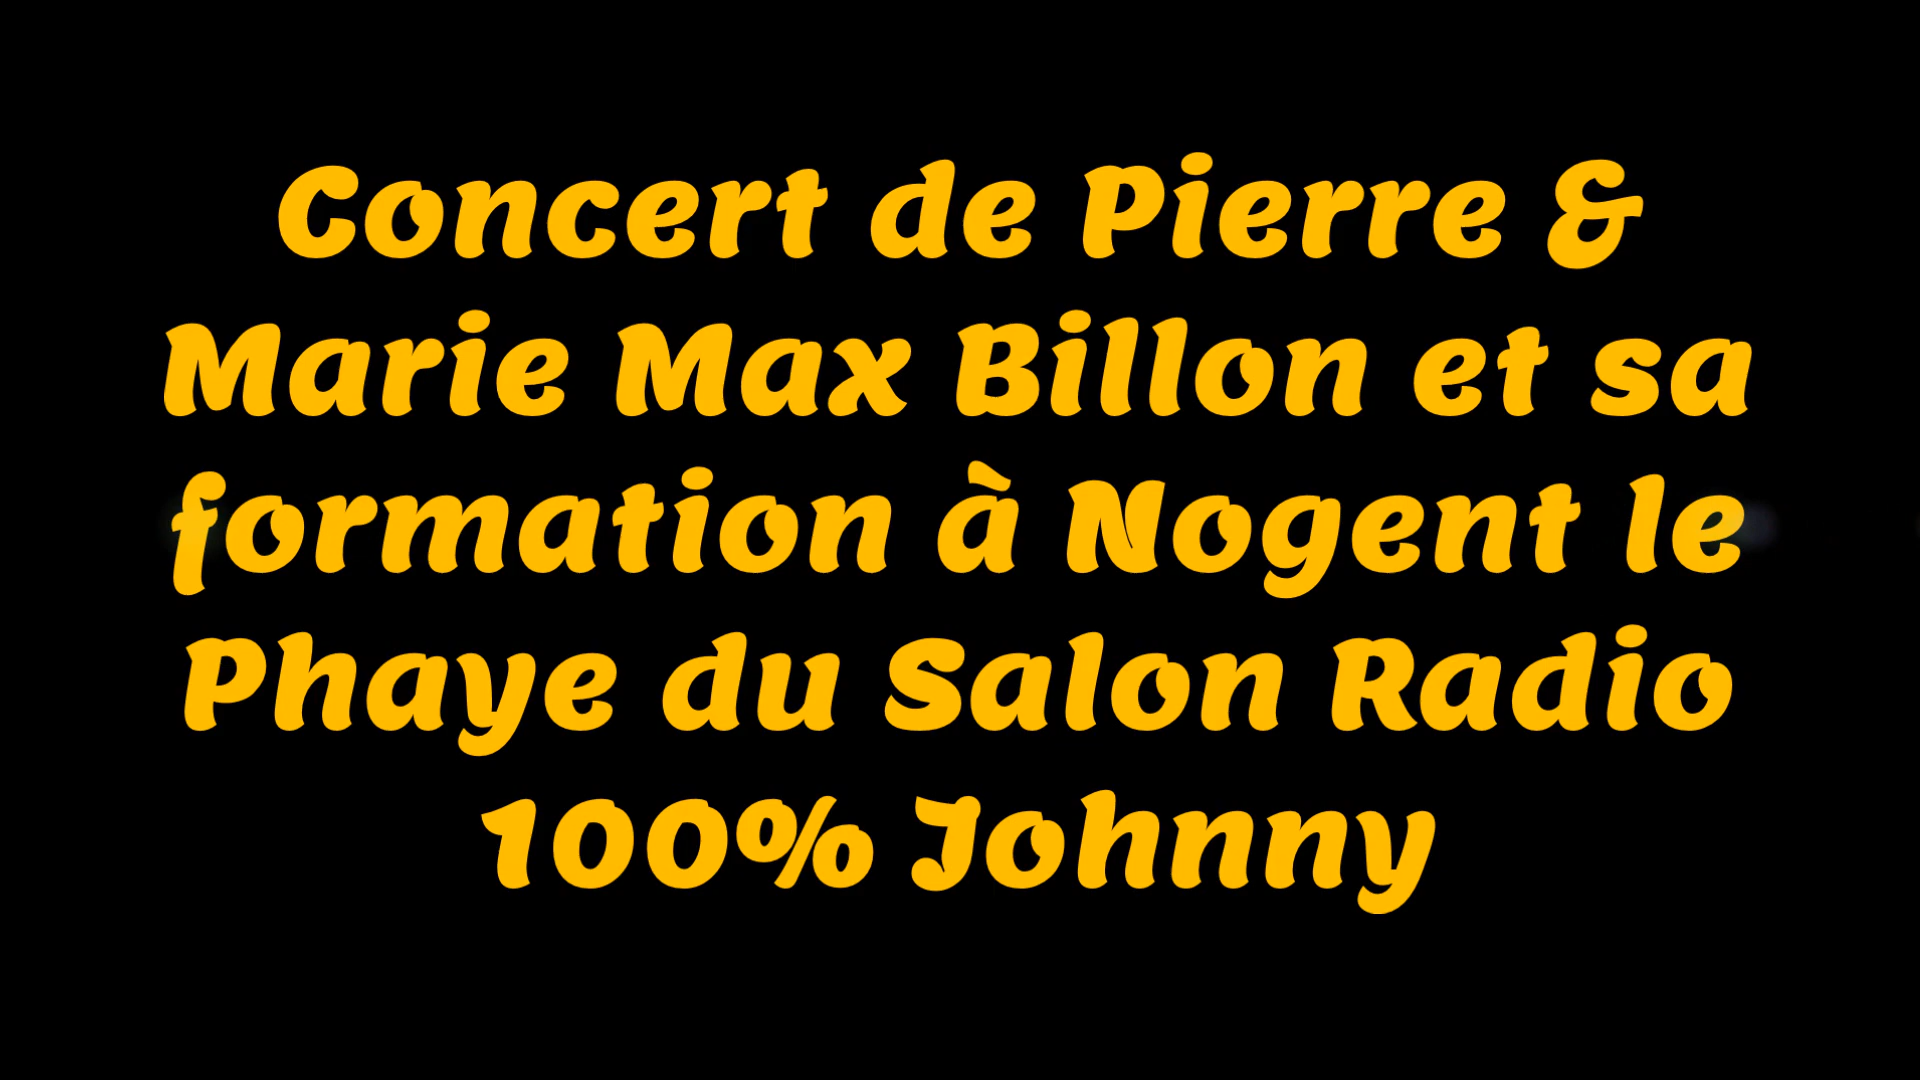 Concert de Pierre &
Marie Max Billon et sa
formation à Nogent le
Phaye du Salon Radio
100% Johnny